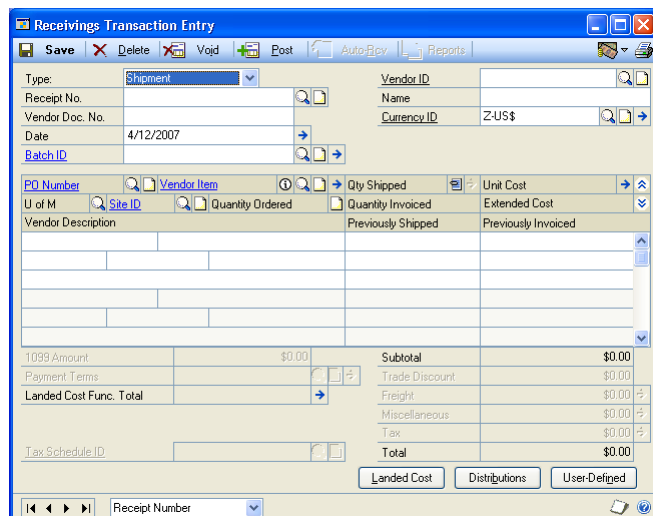 Receivings Transaction Entry
Save Delete Void Post Auto-Rcv Reports
Type: Shipment Vendor ID
Receipt No. Name
Vendor Doc. No. Currency ID Z-US$
Date 4/12/2007
Batch ID
PO Number Vendor Item Qty Shipped Unit Cost
U of M Site ID Quantity Ordered Quantity Invoiced Extended Cost
Vendor Description Previously Shipped Previously Invoiced
1099 Amount $0.00 Subtotal $0.00
Payment Terms Trade Discount $0.00
Landed Cost Func. Total Freight $0.00
Miscellaneous $0.00
Tax $0.00
Tax Schedule ID Total $0.00
Landed Cost Distributions User-Defined
Receipt Number